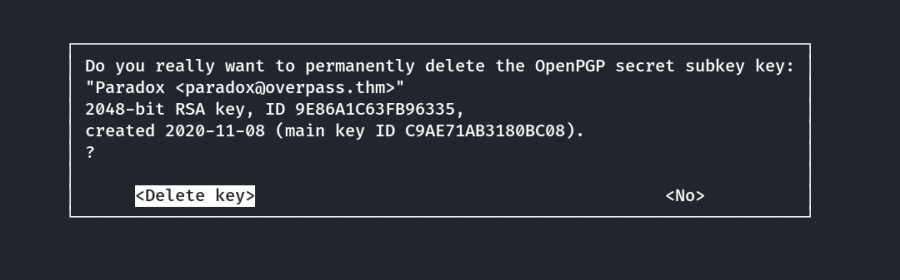 Do you really want to permanently delete the OpenPGP secret subkey key:
"Paradox <paradox@overpass.thm>"
2048-bit RSA key, ID 9E86A1C63FB96335,
created 2020-11-08 (main key ID C9AE71AB3180BC08).
?
<Delete key> <No>